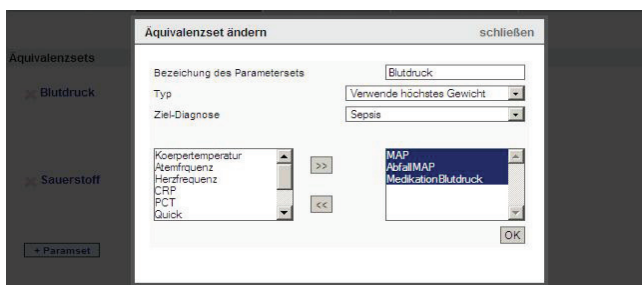 Äquivalenzset ändern
schließen
Äquivalenzsets
Blutdruck
Sauerstoff
+ Paramset
Bezeichung des Parametersets
Blutdruck
Typ
Verwende höchstes Gewicht
Ziel-Diagnose
Sepsis
Koerpertemperatur
Atemfrquenz
Herzfrequenz
CRP
PCT
Quick
>>
<<
MAP
AbfallMAP
MedikationBlutdruck
OK